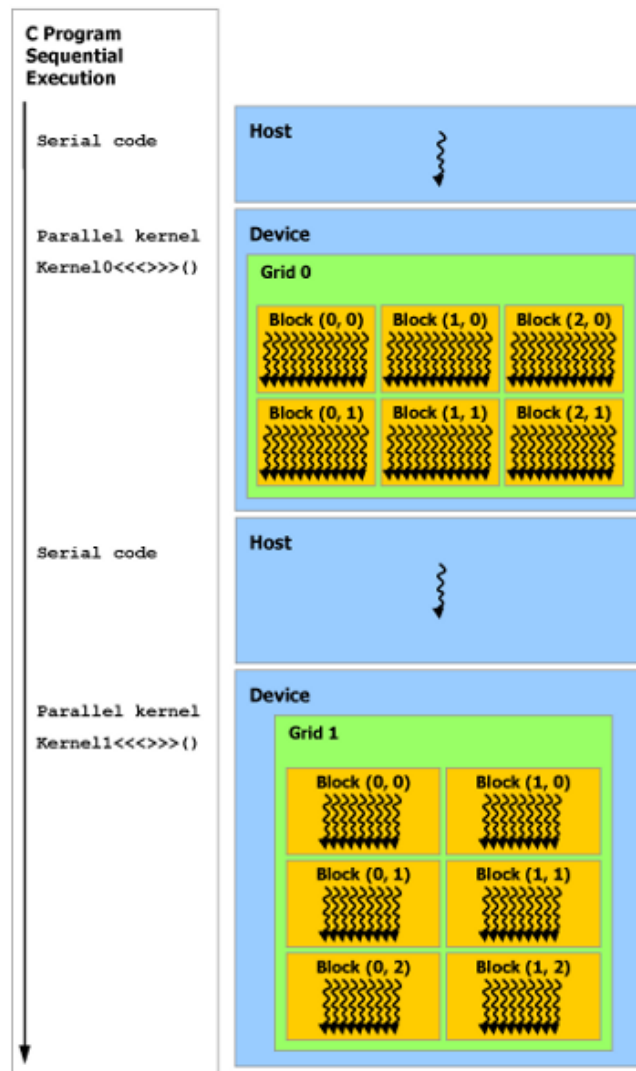 C Program
Sequential
Execution
Serial code
Host
Parallel kernel
Kernel0<<<>>>()
Device
Grid 0
Block (0, 0) Block (1, 0) Block (2, 0)
Block (0, 1) Block (1, 1) Block (2, 1)
Serial code
Host
Parallel kernel
Kernel1<<<>>>()
Device
Grid 1
Block (0, 0) Block (1, 0)
Block (0, 1) Block (1, 1)
Block (0, 2) Block (1, 2)